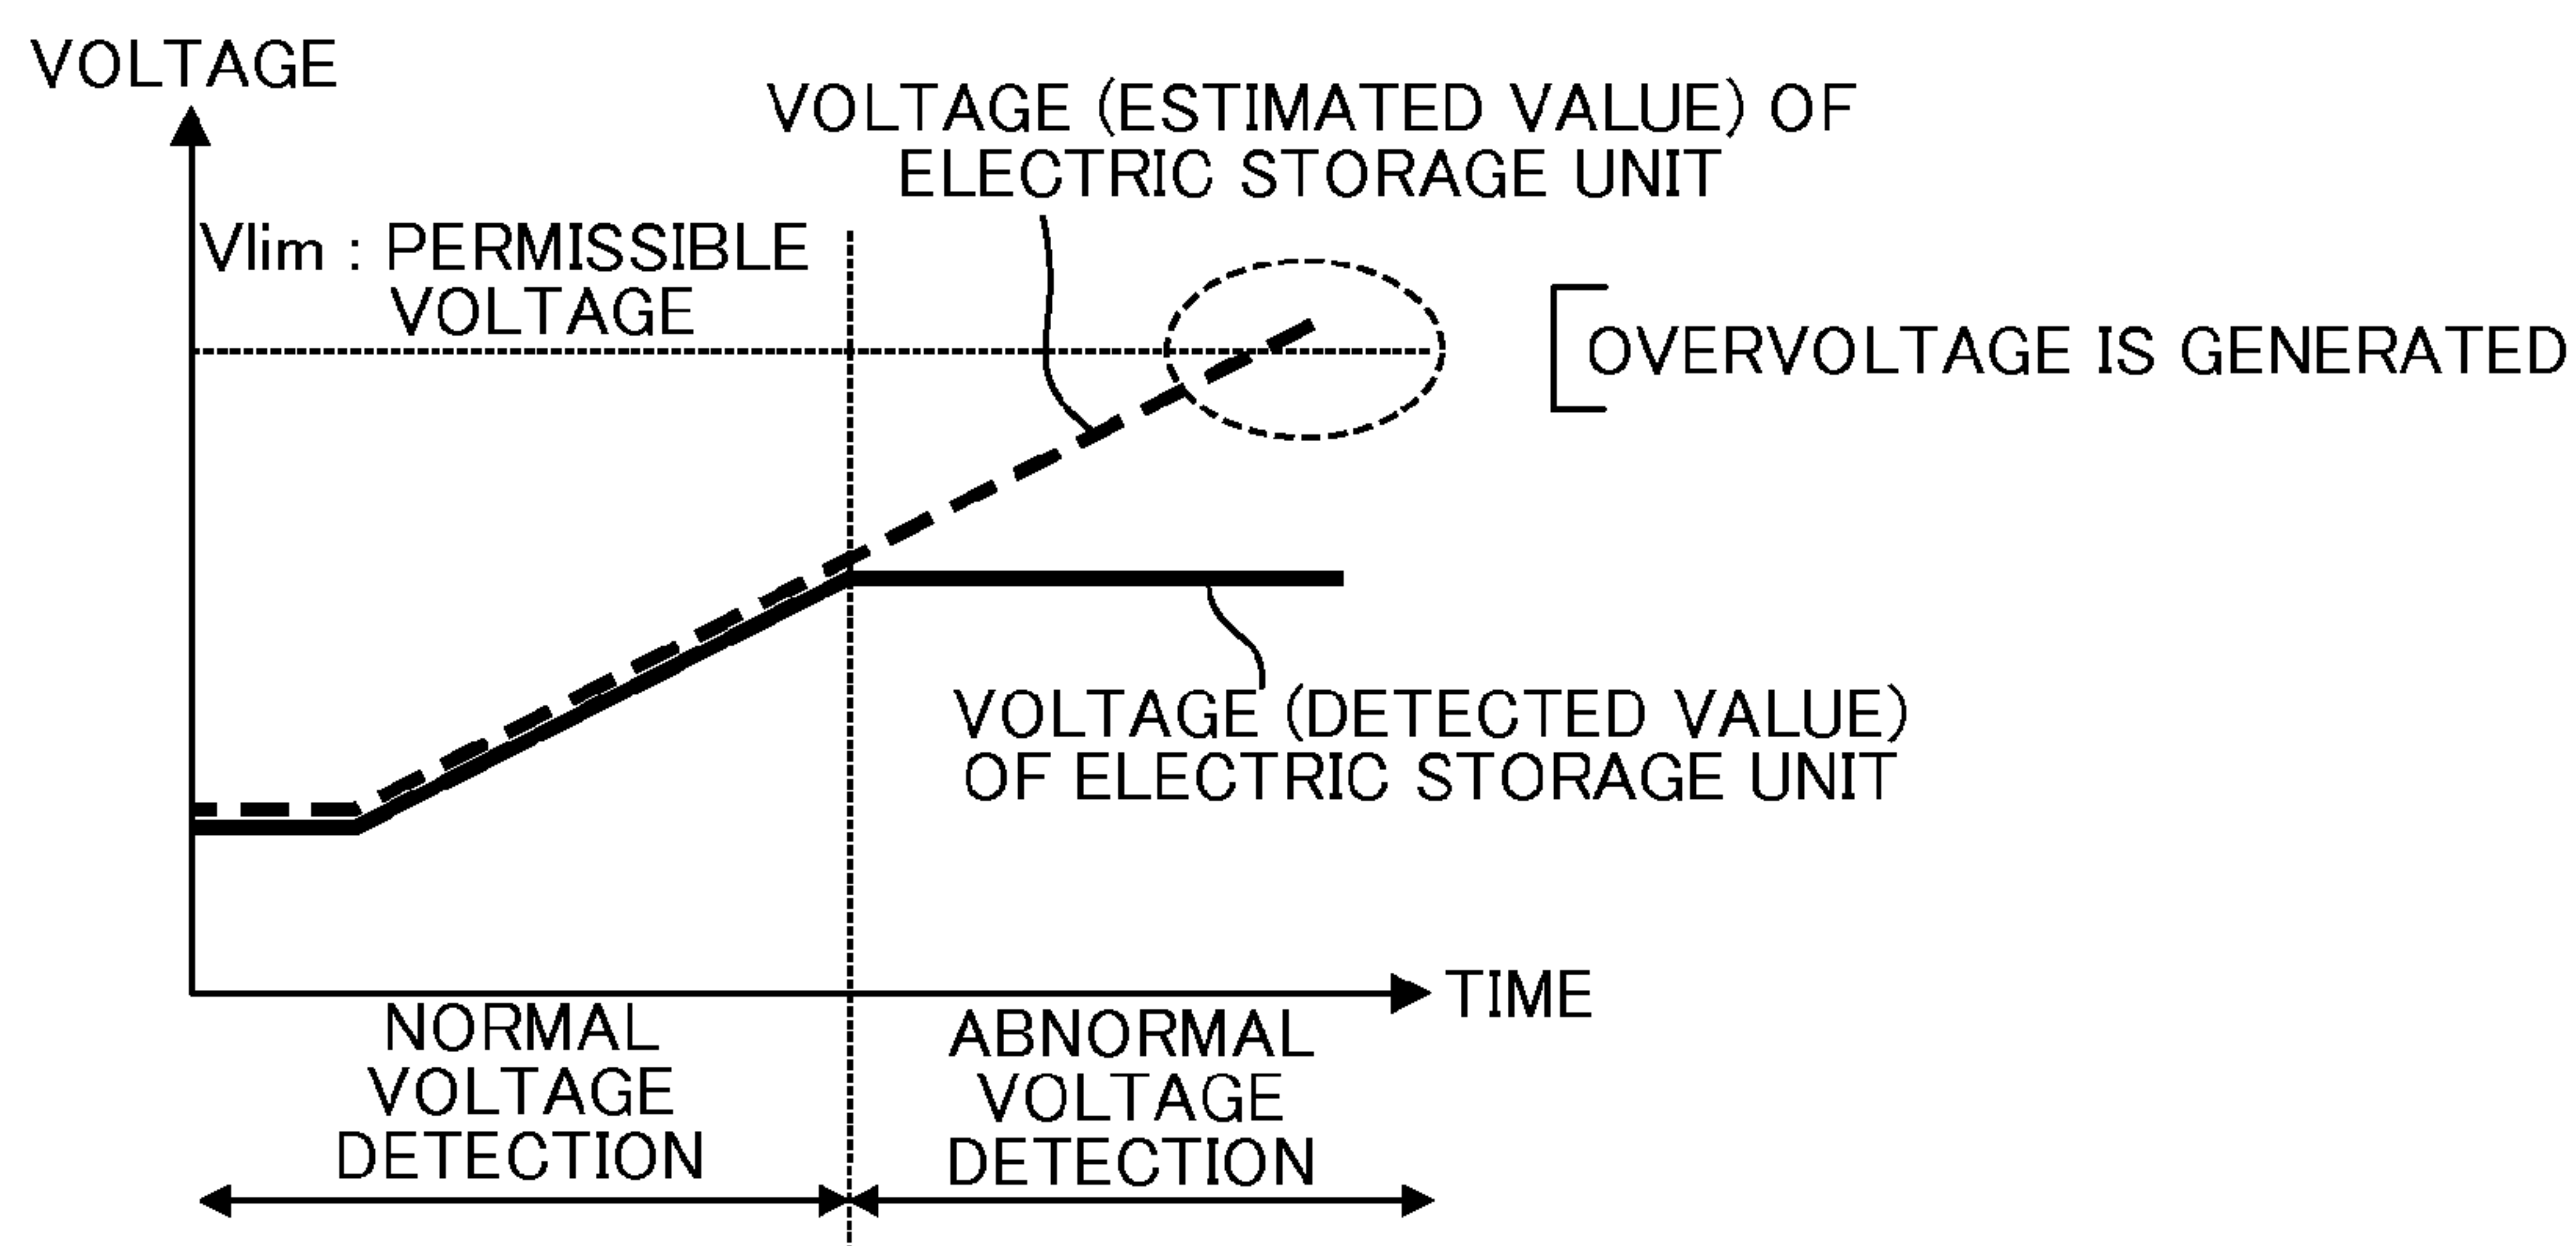 VOLTAGE
VOLTAGE (ESTIMATED VALUE) OF
ELECTRIC STORAGE UNIT
Vlim : PERMISSIBLE
VOLTAGE
OVERVOLTAGE IS GENERATED
VOLTAGE (DETECTED VALUE)
OF ELECTRIC STORAGE UNIT
TIME
NORMAL
VOLTAGE
DETECTION
ABNORMAL
VOLTAGE
DETECTION